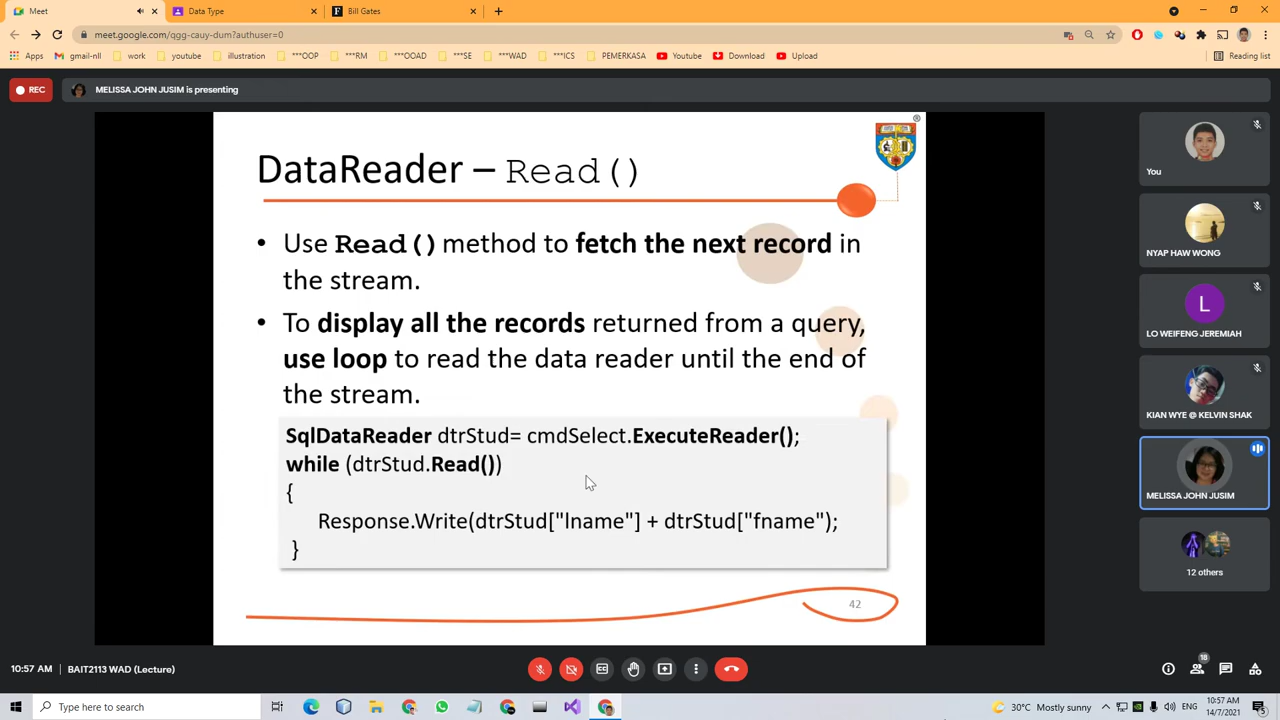 Meet
Data Type
Bill Gates
meet.google.com/qgg-cauy-dum?authuser=0
Apps
gmail-nll
work
youtube
illustration
***OOP
***RM
***OOAD
***SE
***WAD
***ICS
PEMERKASA
Youtube
Download
Upload
Reading list
REC
MELISSA JOHN JUSIM is presenting
DataReader – Read()
• Use Read() method to fetch the next record in
the stream.
• To display all the records returned from a query,
use loop to read the data reader until the end of
the stream.
SqlDataReader dtrStud= cmdSelect.ExecuteReader();
while (dtrStud.Read())
{
Response.Write(dtrStud["lname"] + dtrStud["fname");
}
42
You
NYAP HAW WONG
L
LO WEIFENG JEREMIAH
KIAN WYE @ KELVIN SHAK
MELISSA JOHN JUSIM
12 others
10:57 AM
BAIT2113 WAD (Lecture)
18
Type here to search
30°C Mostly sunny
10:57 AM
14/7/2021